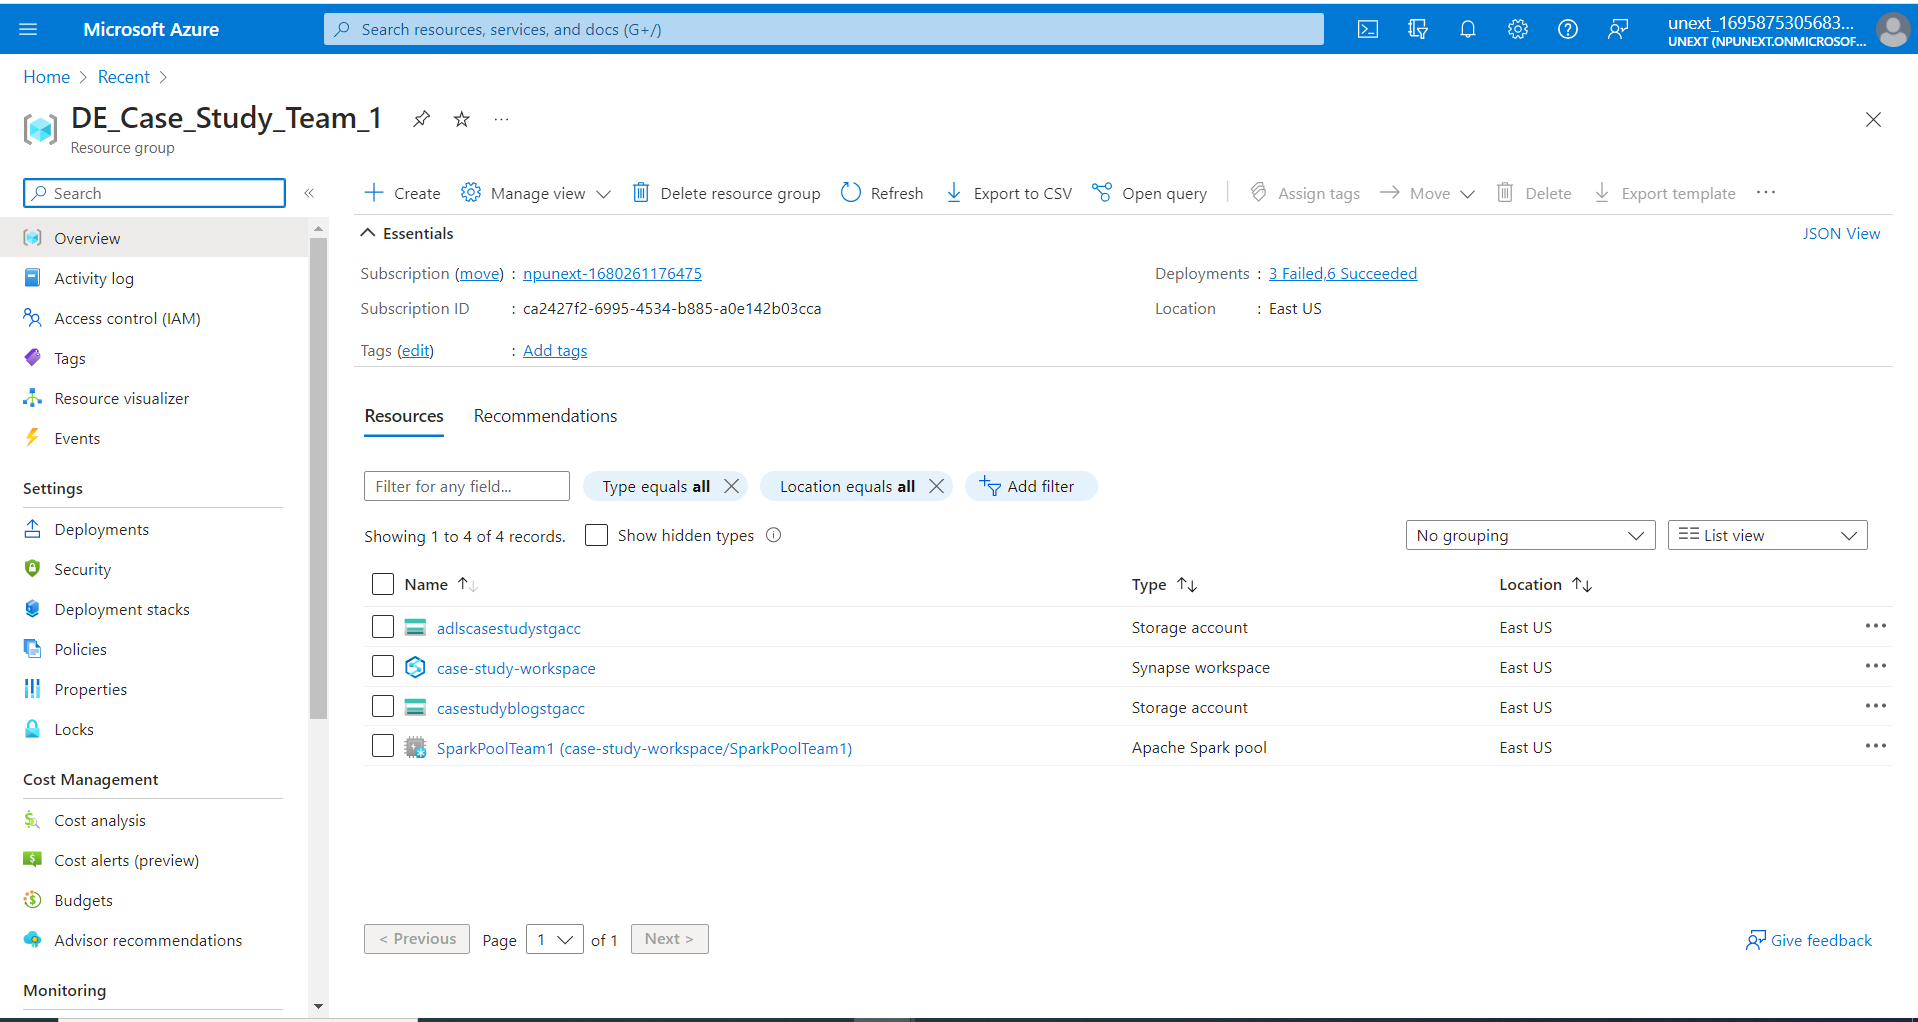 Microsoft Azure
Search resources, services, and docs (G+/)
unext_1695875305683...
UNEXT (NPUNEXT.ONMICROSOF...
Home > Recent >
DE_Case_Study_Team_1 ...
Resource group
Search «
Create Manage view Delete resource group Refresh Export to CSV Open query Assign tags Move Delete Export template ...
Overview
Activity log
Access control (IAM)
Tags
Resource visualizer
Events
Settings
Deployments
Security
Deployment stacks
Policies
Properties
Locks
Cost Management
Cost analysis
Cost alerts (preview)
Budgets
Advisor recommendations
Monitoring
Essentials JSON View
Subscription (move) : npunext-1680261176475
Subscription ID : ca2427f2-6995-4534-b885-a0e142b03cca
Tags (edit) : Add tags
Deployments : 3 Failed,6 Succeeded
Location : East US
Resources Recommendations
Filter for any field... Type equals all Location equals all Add filter
Showing 1 to 4 of 4 records. Show hidden types No grouping List view
Name ↑↓ Type ↑↓ Location ↑↓
adlscasestudystgacc Storage account East US ...
case-study-workspace Synapse workspace East US ...
casestudyblogstgacc Storage account East US ...
SparkPoolTeam1 (case-study-workspace/SparkPoolTeam1) Apache Spark pool East US ...
< Previous Page 1 of 1 Next >
Give feedback